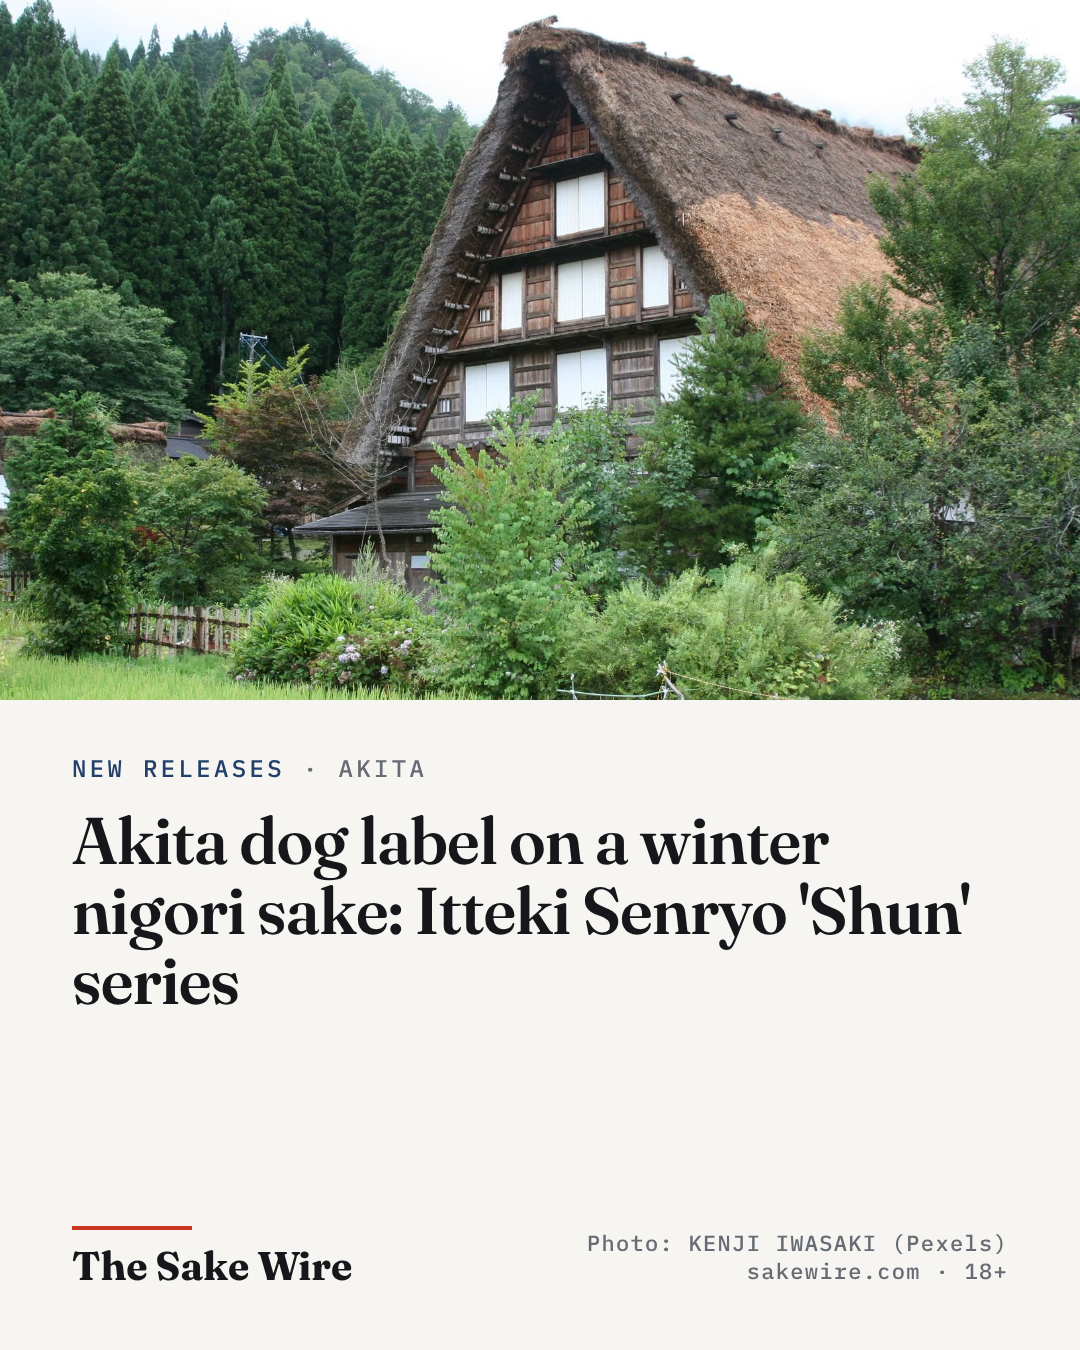 NEW RELEASES · AKITA
Akita dog label on a winter
nigori sake: Itteki Senryo 'Shun'
series
The Sake Wire
Photo: KENJI IWASAKI (Pexels)
sakewire.com · 18+